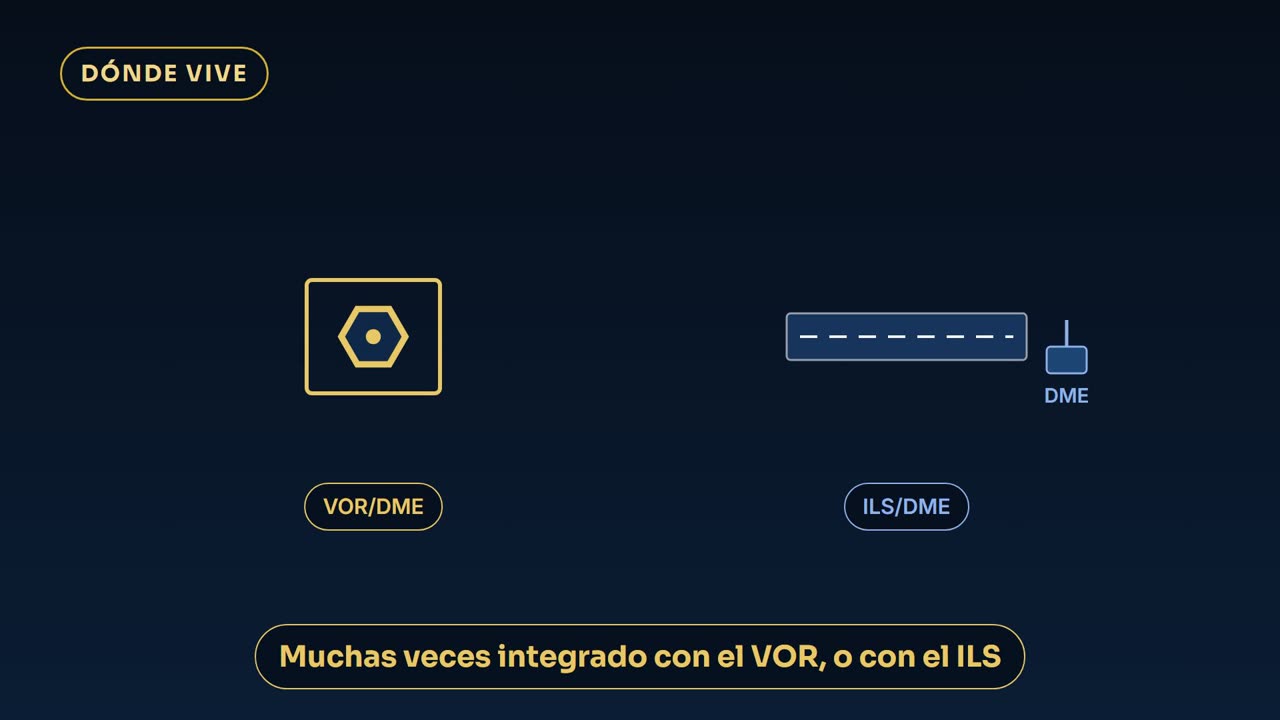 DÓNDE VIVE
DME
VOR/DME
ILS/DME
Muchas veces integrado con el VOR, o con el ILS